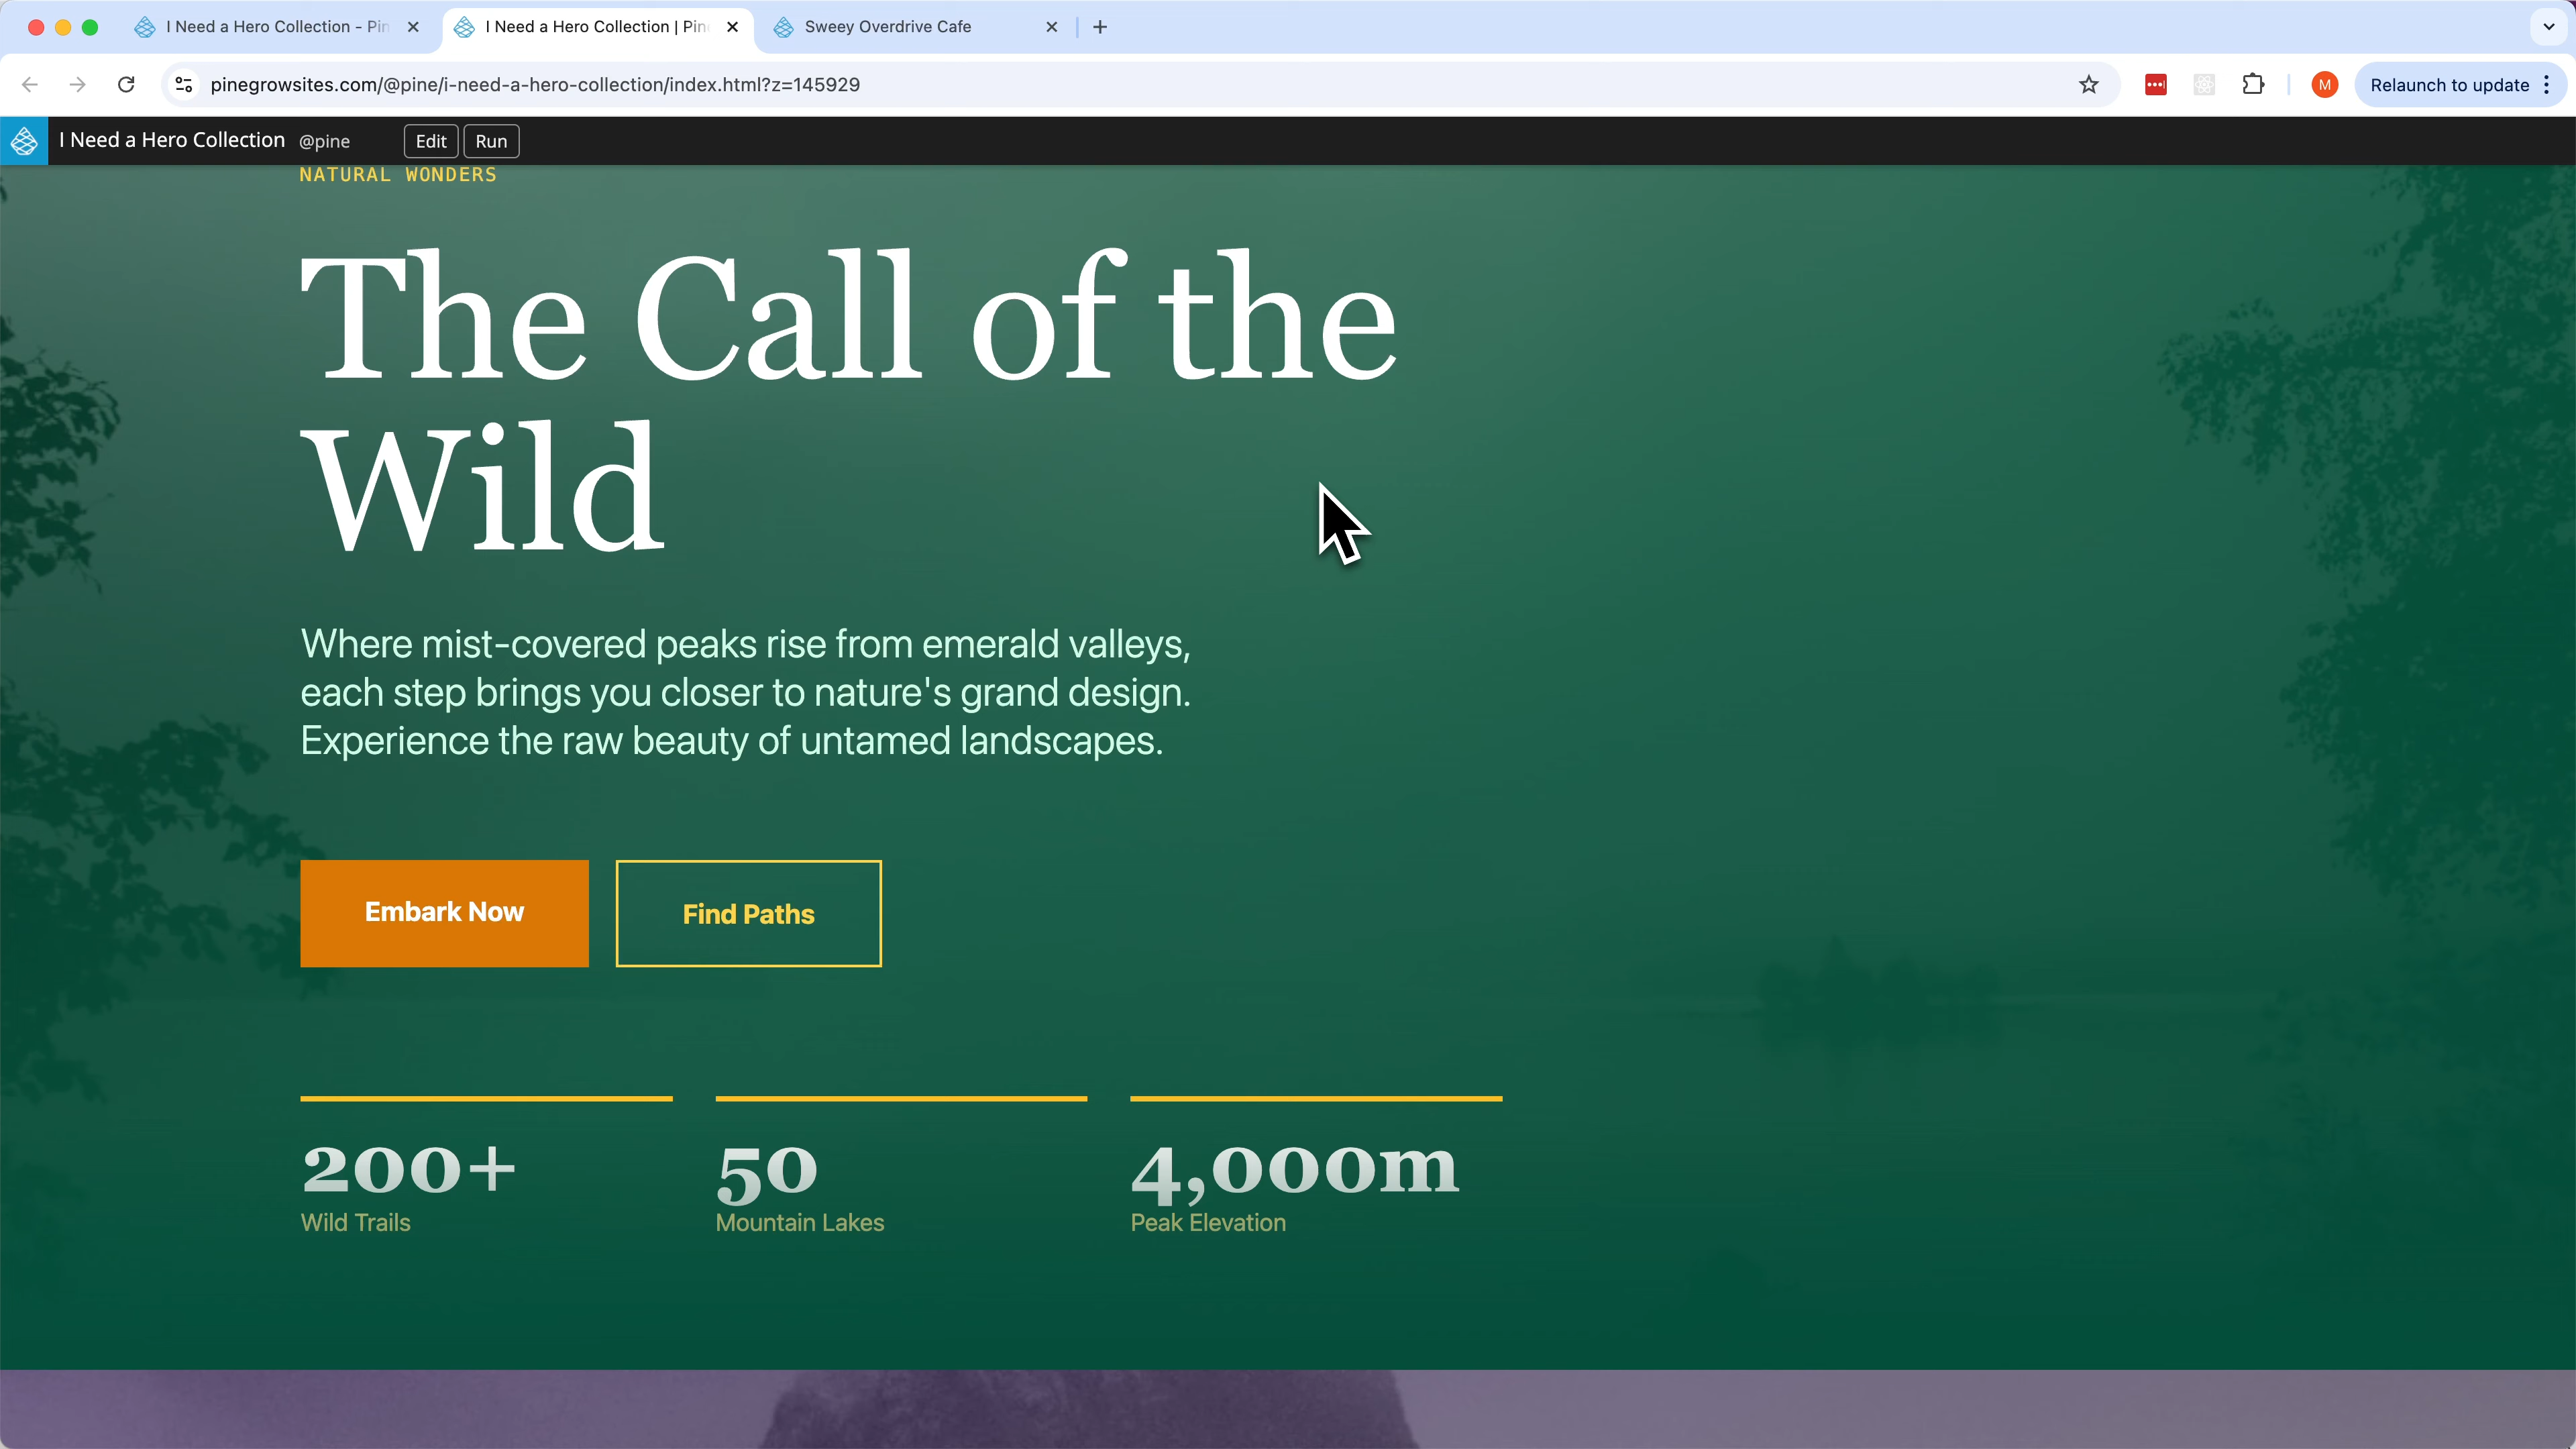 I Need a Hero Collection - Pin
I Need a Hero Collection | Pin
Sweey Overdrive Cafe
pinegrowsites.com/@pine/i-need-a-hero-collection/index.html?z=145929
M
Relaunch to update
I Need a Hero Collection @pine Edit Run
NATURAL WONDERS
The Call of the
Wild
Where mist-covered peaks rise from emerald valleys,
each step brings you closer to nature's grand design.
Experience the raw beauty of untamed landscapes.
Embark Now
Find Paths
200+
Wild Trails
50
Mountain Lakes
4,000m
Peak Elevation